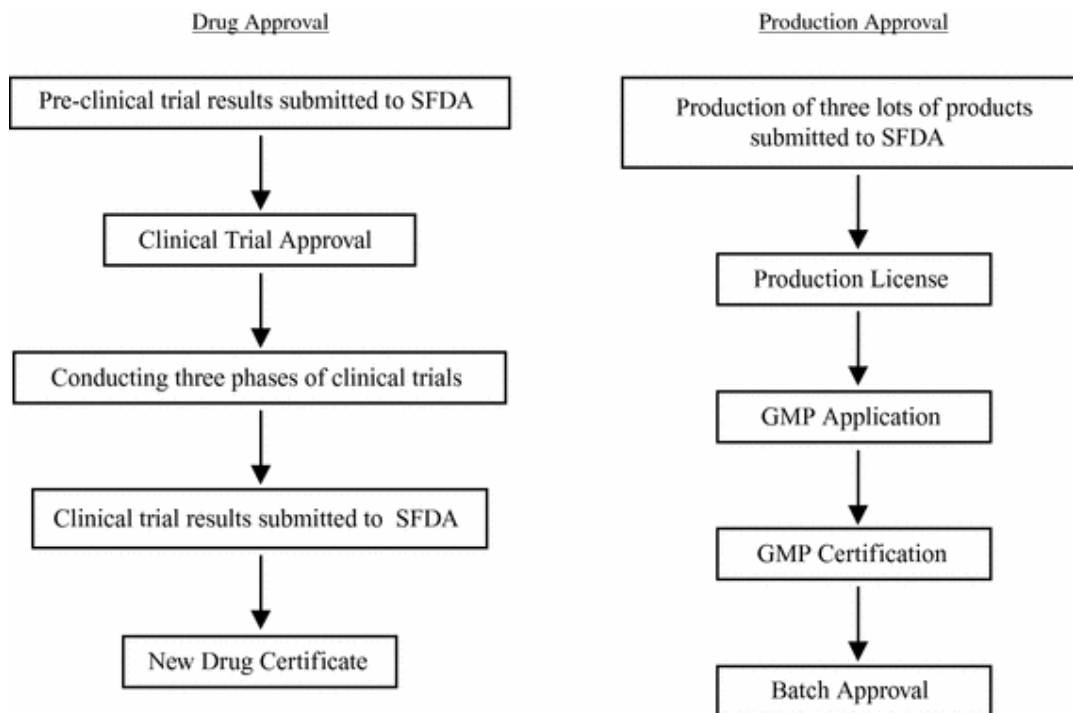 Drug Approval
Pre-clinical trial results submitted to SFDA
Clinical Trial Approval
Conducting three phases of clinical trials
Clinical trial results submitted to SFDA
New Drug Certificate
Production Approval
Production of three lots of products
submitted to SFDA
Production License
GMP Application
GMP Certification
Batch Approval